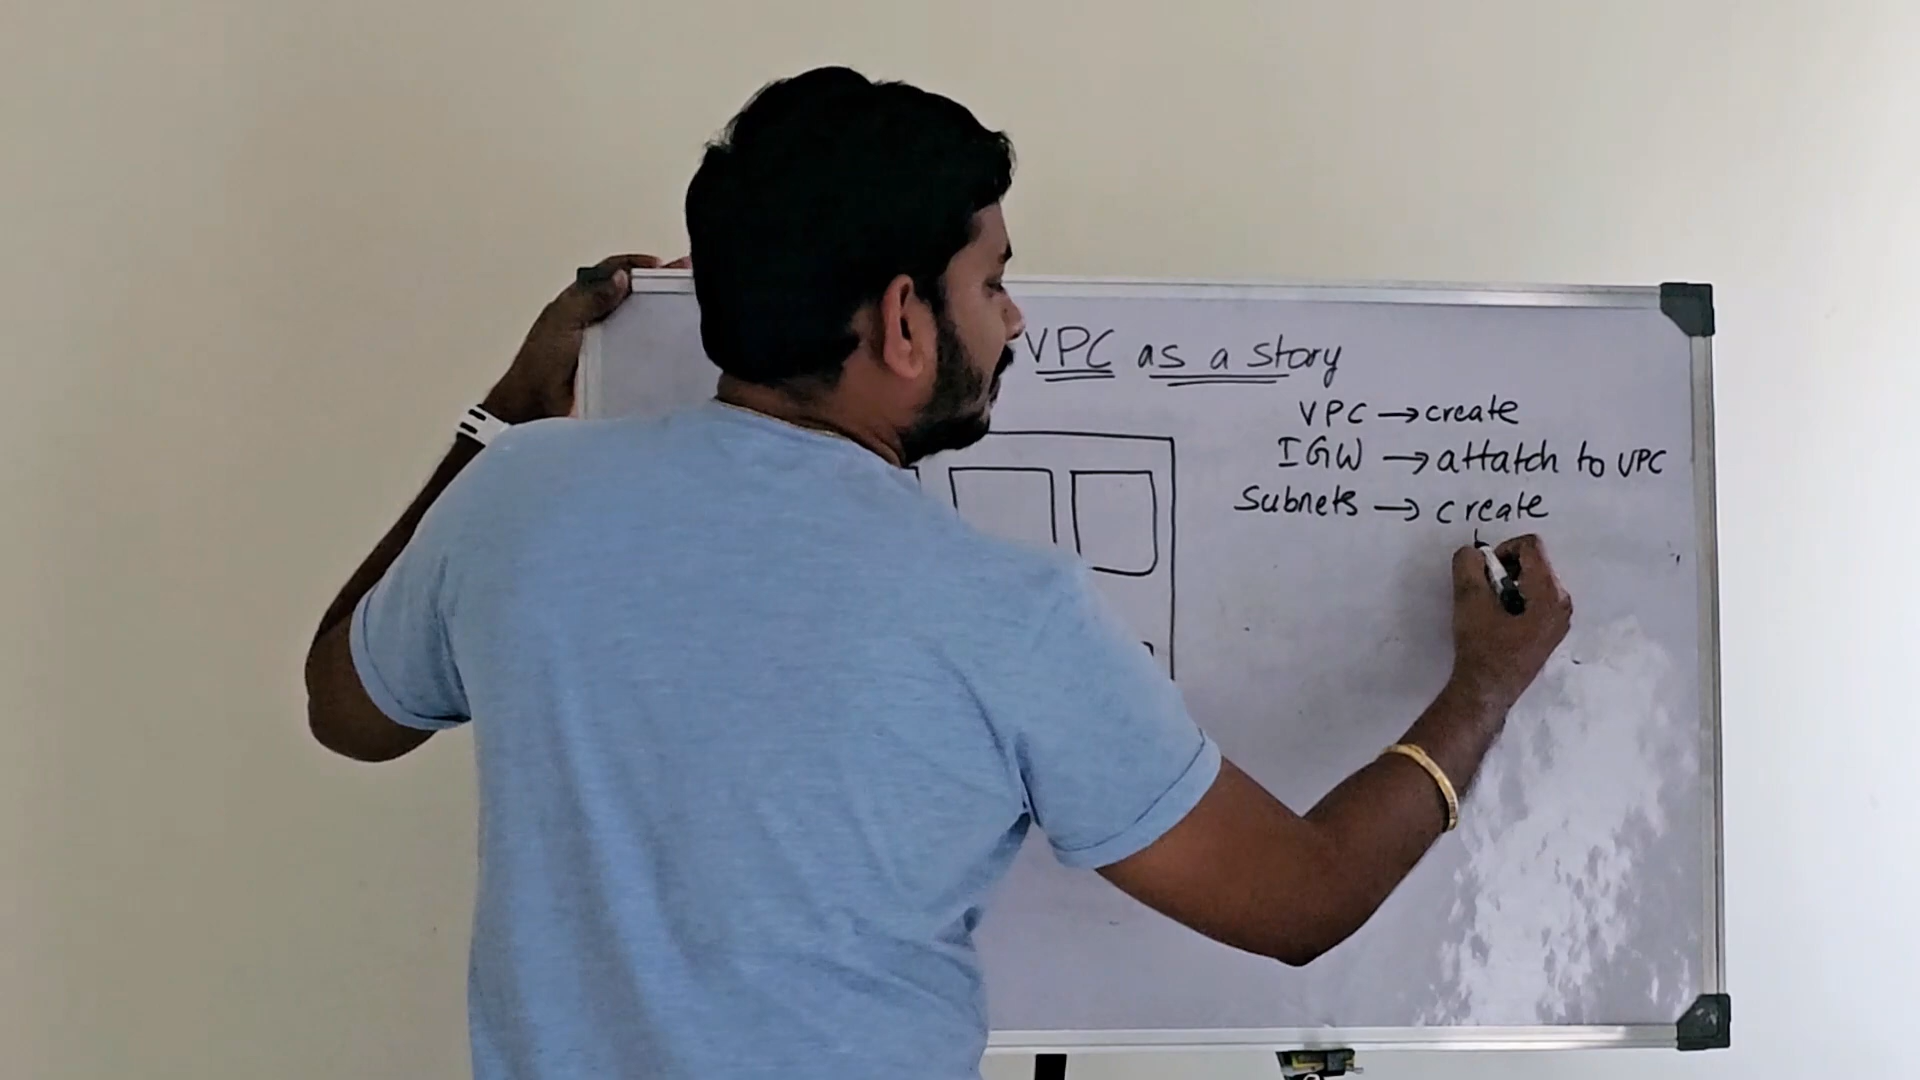 VPC as a story
VPC → create
IGW → attatch to VPC
Subnets → create